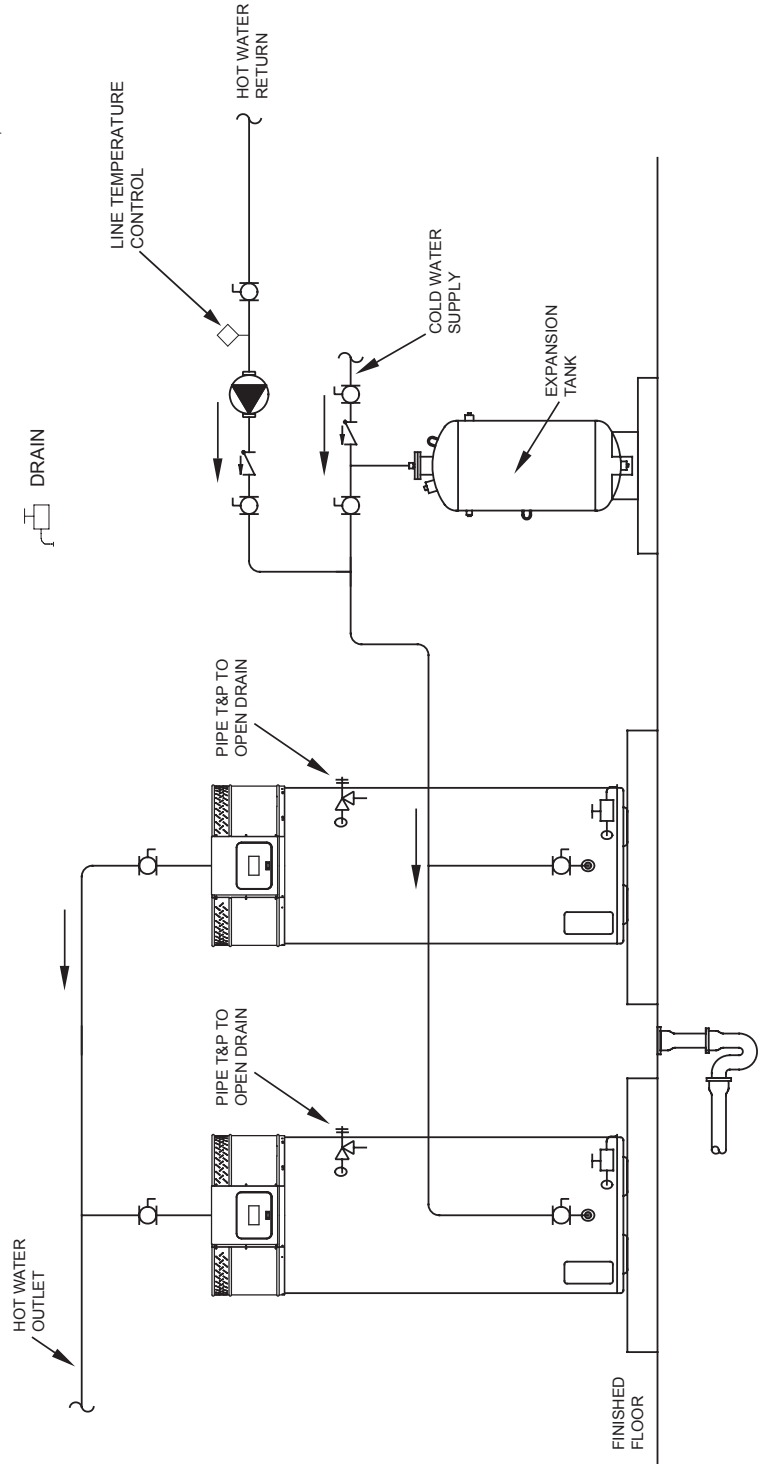 DRAIN
LINE TEMPERATURE
CONTROL
HOT WATER
RETURN
COLD WATER
SUPPLY
EXPANSION
TANK
PIPE T&P TO
OPEN DRAIN
PIPE T&P TO
OPEN DRAIN
HOT WATER
OUTLET
FINISHED
FLOOR